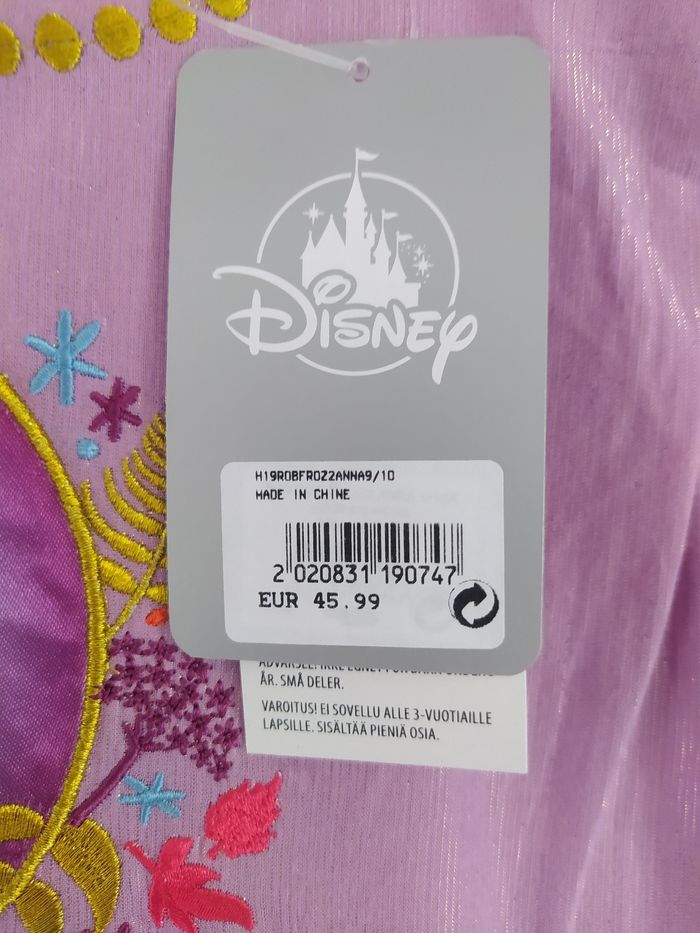 Disney
H19ROBFROZ2ANNA9/10
MADE IN CHINE
2 020831 190747
EUR 45.99
ÅR. SMÅ DELER.
VAROITUS! EI SOVELLU ALLE 3-VUOTIAILLE
LAPSILLE. SISÄLTÄÄ PIENIÄ OSIA.